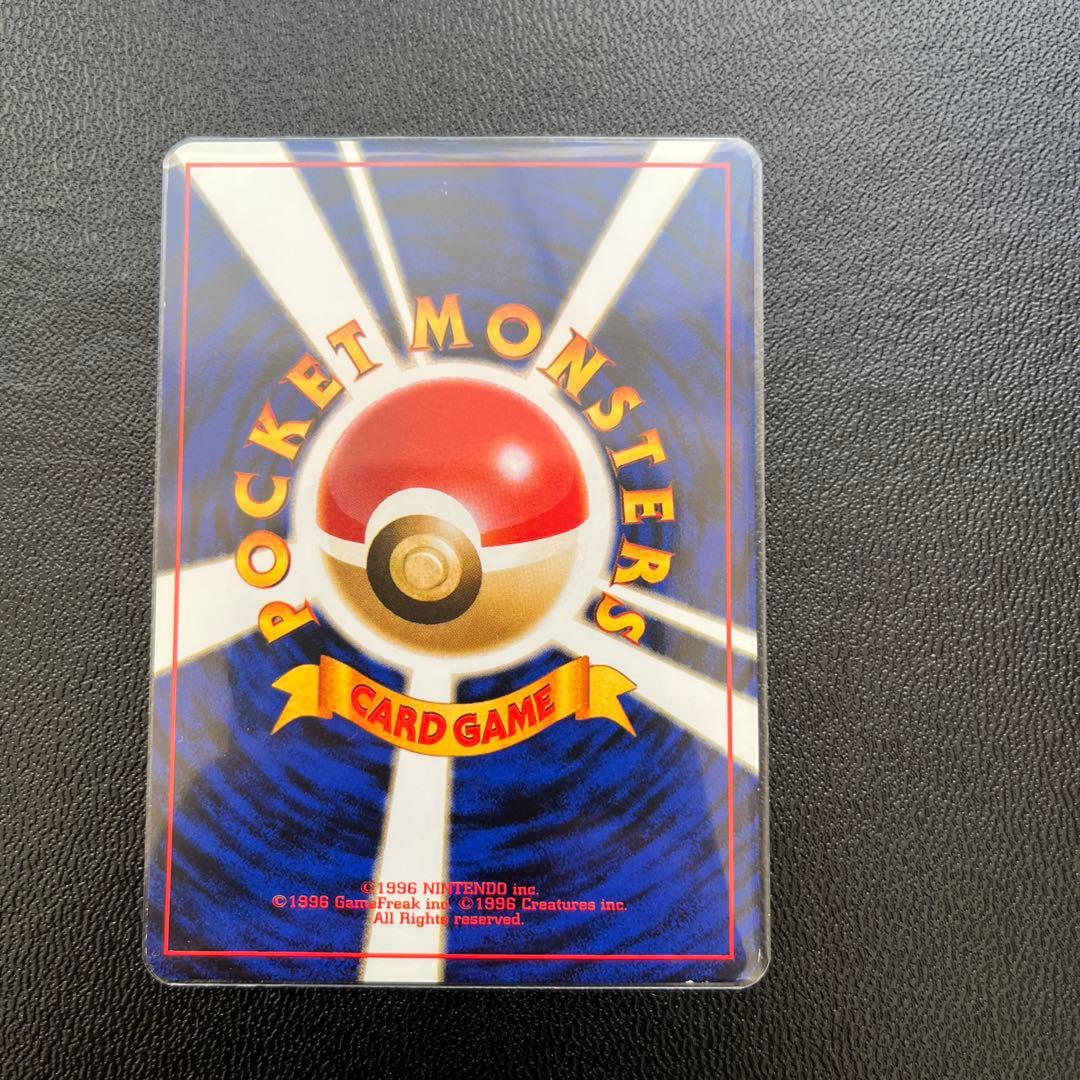 POCKET MONSTERS
CARD GAME
©1996 NINTENDO inc.
©1996 GameFreak inc. ©1996 Creatures inc.
All Rights reserved.